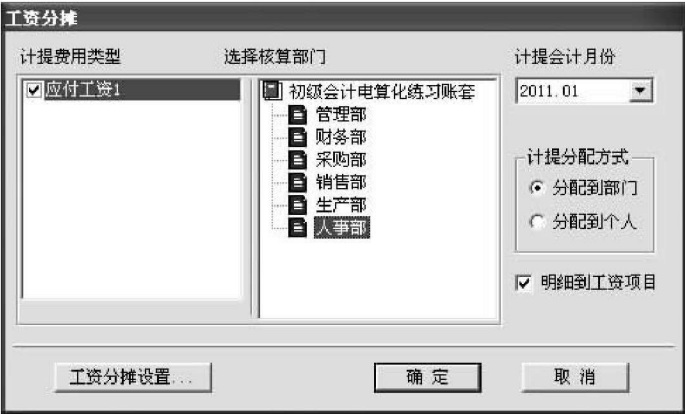 工资分摊
计提费用类型 选择核算部门 计提会计月份
应付工资1
初级会计电算化练习账套
管理部
财务部
采购部
销售部
生产部
人事部
2011.01
计提分配方式
分配到部门
分配到个人
明细到工资项目
工资分摊设置... 确定 取消